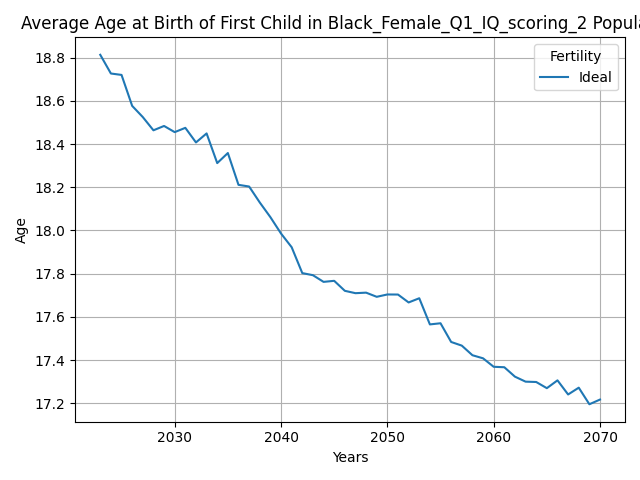 Average Age at Birth of First Child in Black_Female_Q1_IQ_scoring_2 Popula
Fertility
Ideal
18.8
18.6
18.4
18.2
18.0
17.8
17.6
17.4
17.2
Age
2030 2040 2050 2060 2070
Years